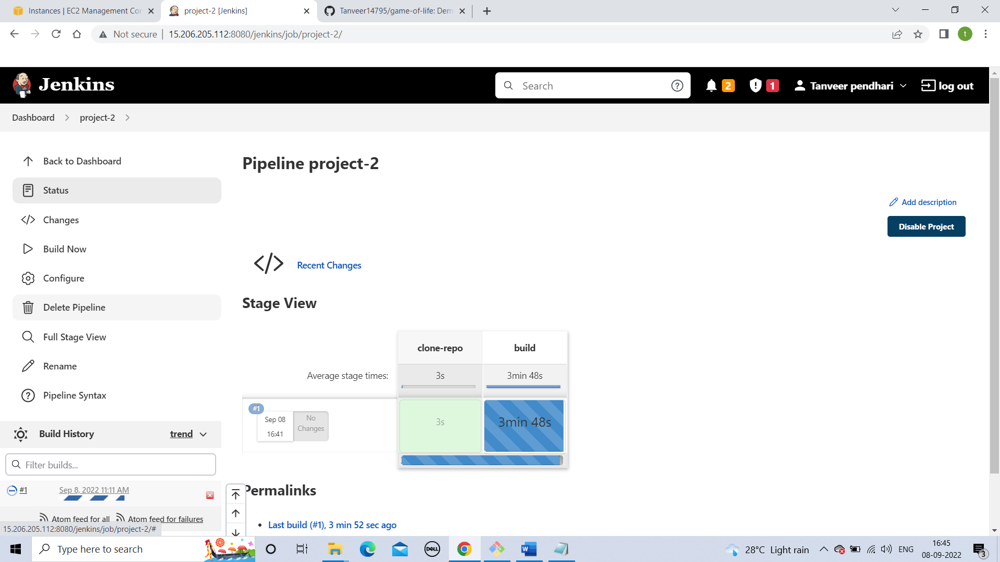 Instances | EC2 Management Con
project-2 [Jenkins]
Tanveer14795/game-of-life: Dem
Not secure
15.206.205.112:8080/jenkins/job/project-2/
t
Jenkins
Search
2
1
Tanveer pendhari
log out
Dashboard
project-2
Back to Dashboard
Status
Changes
Build Now
Configure
Delete Pipeline
Full Stage View
Rename
Pipeline Syntax
Build History
trend
Filter builds...
#1
Sep 8, 2022 11:11 AM
Atom feed for all
Atom feed for failures
15.206.205.112:8080/jenkins/job/project-2/#
Pipeline project-2
Add description
Disable Project
Recent Changes
Stage View
clone-repo
build
Average stage times:
3s
3min 48s
#1
Sep 08
16:41
No
Changes
3s
3min 48s
Permalinks
Last build (#1), 3 min 52 sec ago
Type here to search
DELL
W
28°C Light rain
ENG
16:45
08-09-2022
3